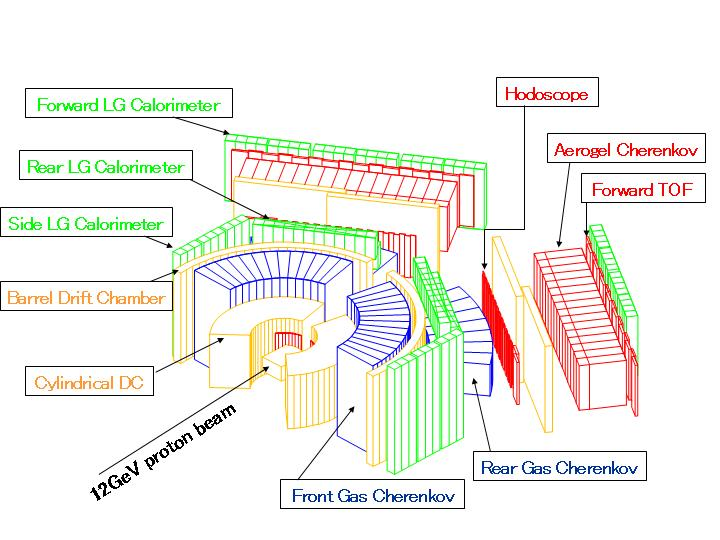 Hodoscope
Forward LG Calorimeter
Aerogel Cherenkov
Rear LG Calorimeter
Forward TOF
Side LG Calorimeter
Barrel Drift Chamber
Cylindrical DC
12GeV proton beam
Rear Gas Cherenkov
Front Gas Cherenkov